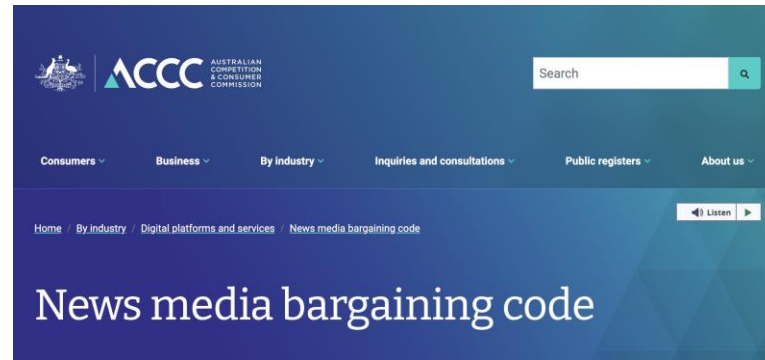 ACCC
AUSTRALIAN
COMPETITION
& CONSUMER
COMMISSION
Search
Consumers Business By industry Inquiries and consultations Public registers About us
Listen
Home / By industry / Digital platforms and services / News media bargaining code
News media bargaining code